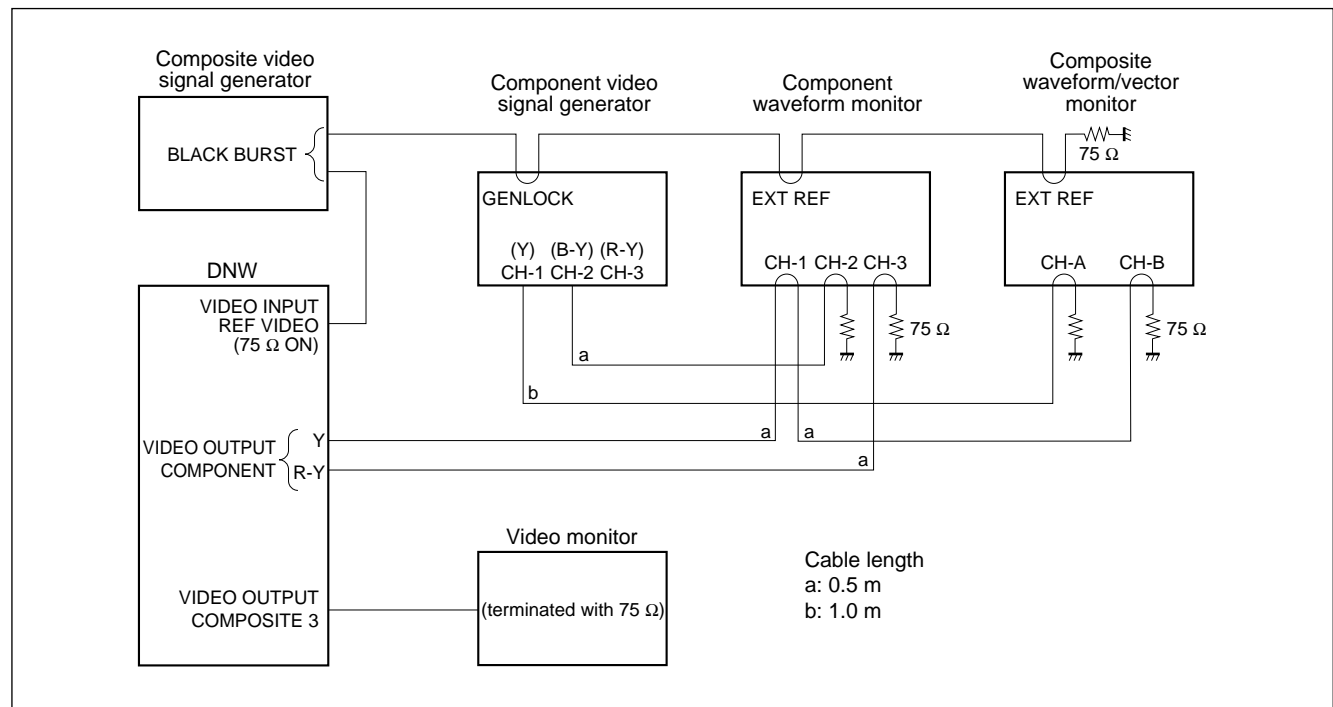 Composite video
signal generator
BLACK BURST
Component video
signal generator
GENLOCK
(Y) (B-Y) (R-Y)
CH-1 CH-2 CH-3
Component
waveform monitor
EXT REF
CH-1 CH-2 CH-3
75 Ω
Composite
waveform/vector
monitor
75 Ω
EXT REF
CH-A CH-B
75 Ω
DNW
VIDEO INPUT
REF VIDEO
(75 Ω ON)
a
b
VIDEO OUTPUT
COMPONENT
Y
R-Y
a
a
a
VIDEO OUTPUT
COMPOSITE 3
Video monitor
(terminated with 75 Ω)
Cable length
a: 0.5 m
b: 1.0 m